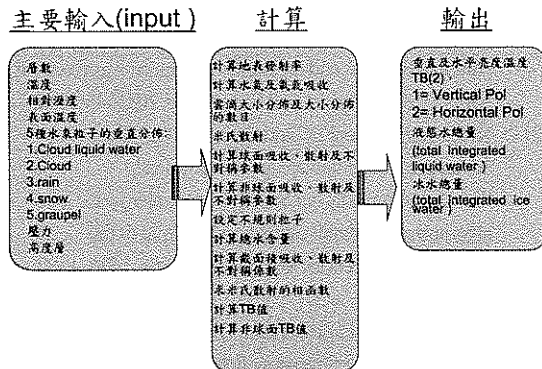 主要輸入(input )
層數
溫度
相對溼度
表面溫度
5種水象粒子的垂直分佈:
1.Cloud liquid water
2.Cloud
3.rain
4.snow
5.graupel
壓力
高度層
計算
計算地表發射率
計算水氣及氧氣吸收
雲滴大小分佈及大小分佈
的數目
米氏散射
計算球面吸收、散射及不
對稱參數
計算非球面吸收、散射及
不對稱參數
設定不規則粒子
計算總水含量
計算截面積吸收、散射及
不對稱係數
米氏散射的相函數
計算TB值
計算非球面TB值
輸出
垂直及水平亮度溫度
TB(2)
1= Vertical Pol
2= Horizontal Pol
液態水總量
(total integrated
liquid water )
冰水總量
(total integrated ice
water )